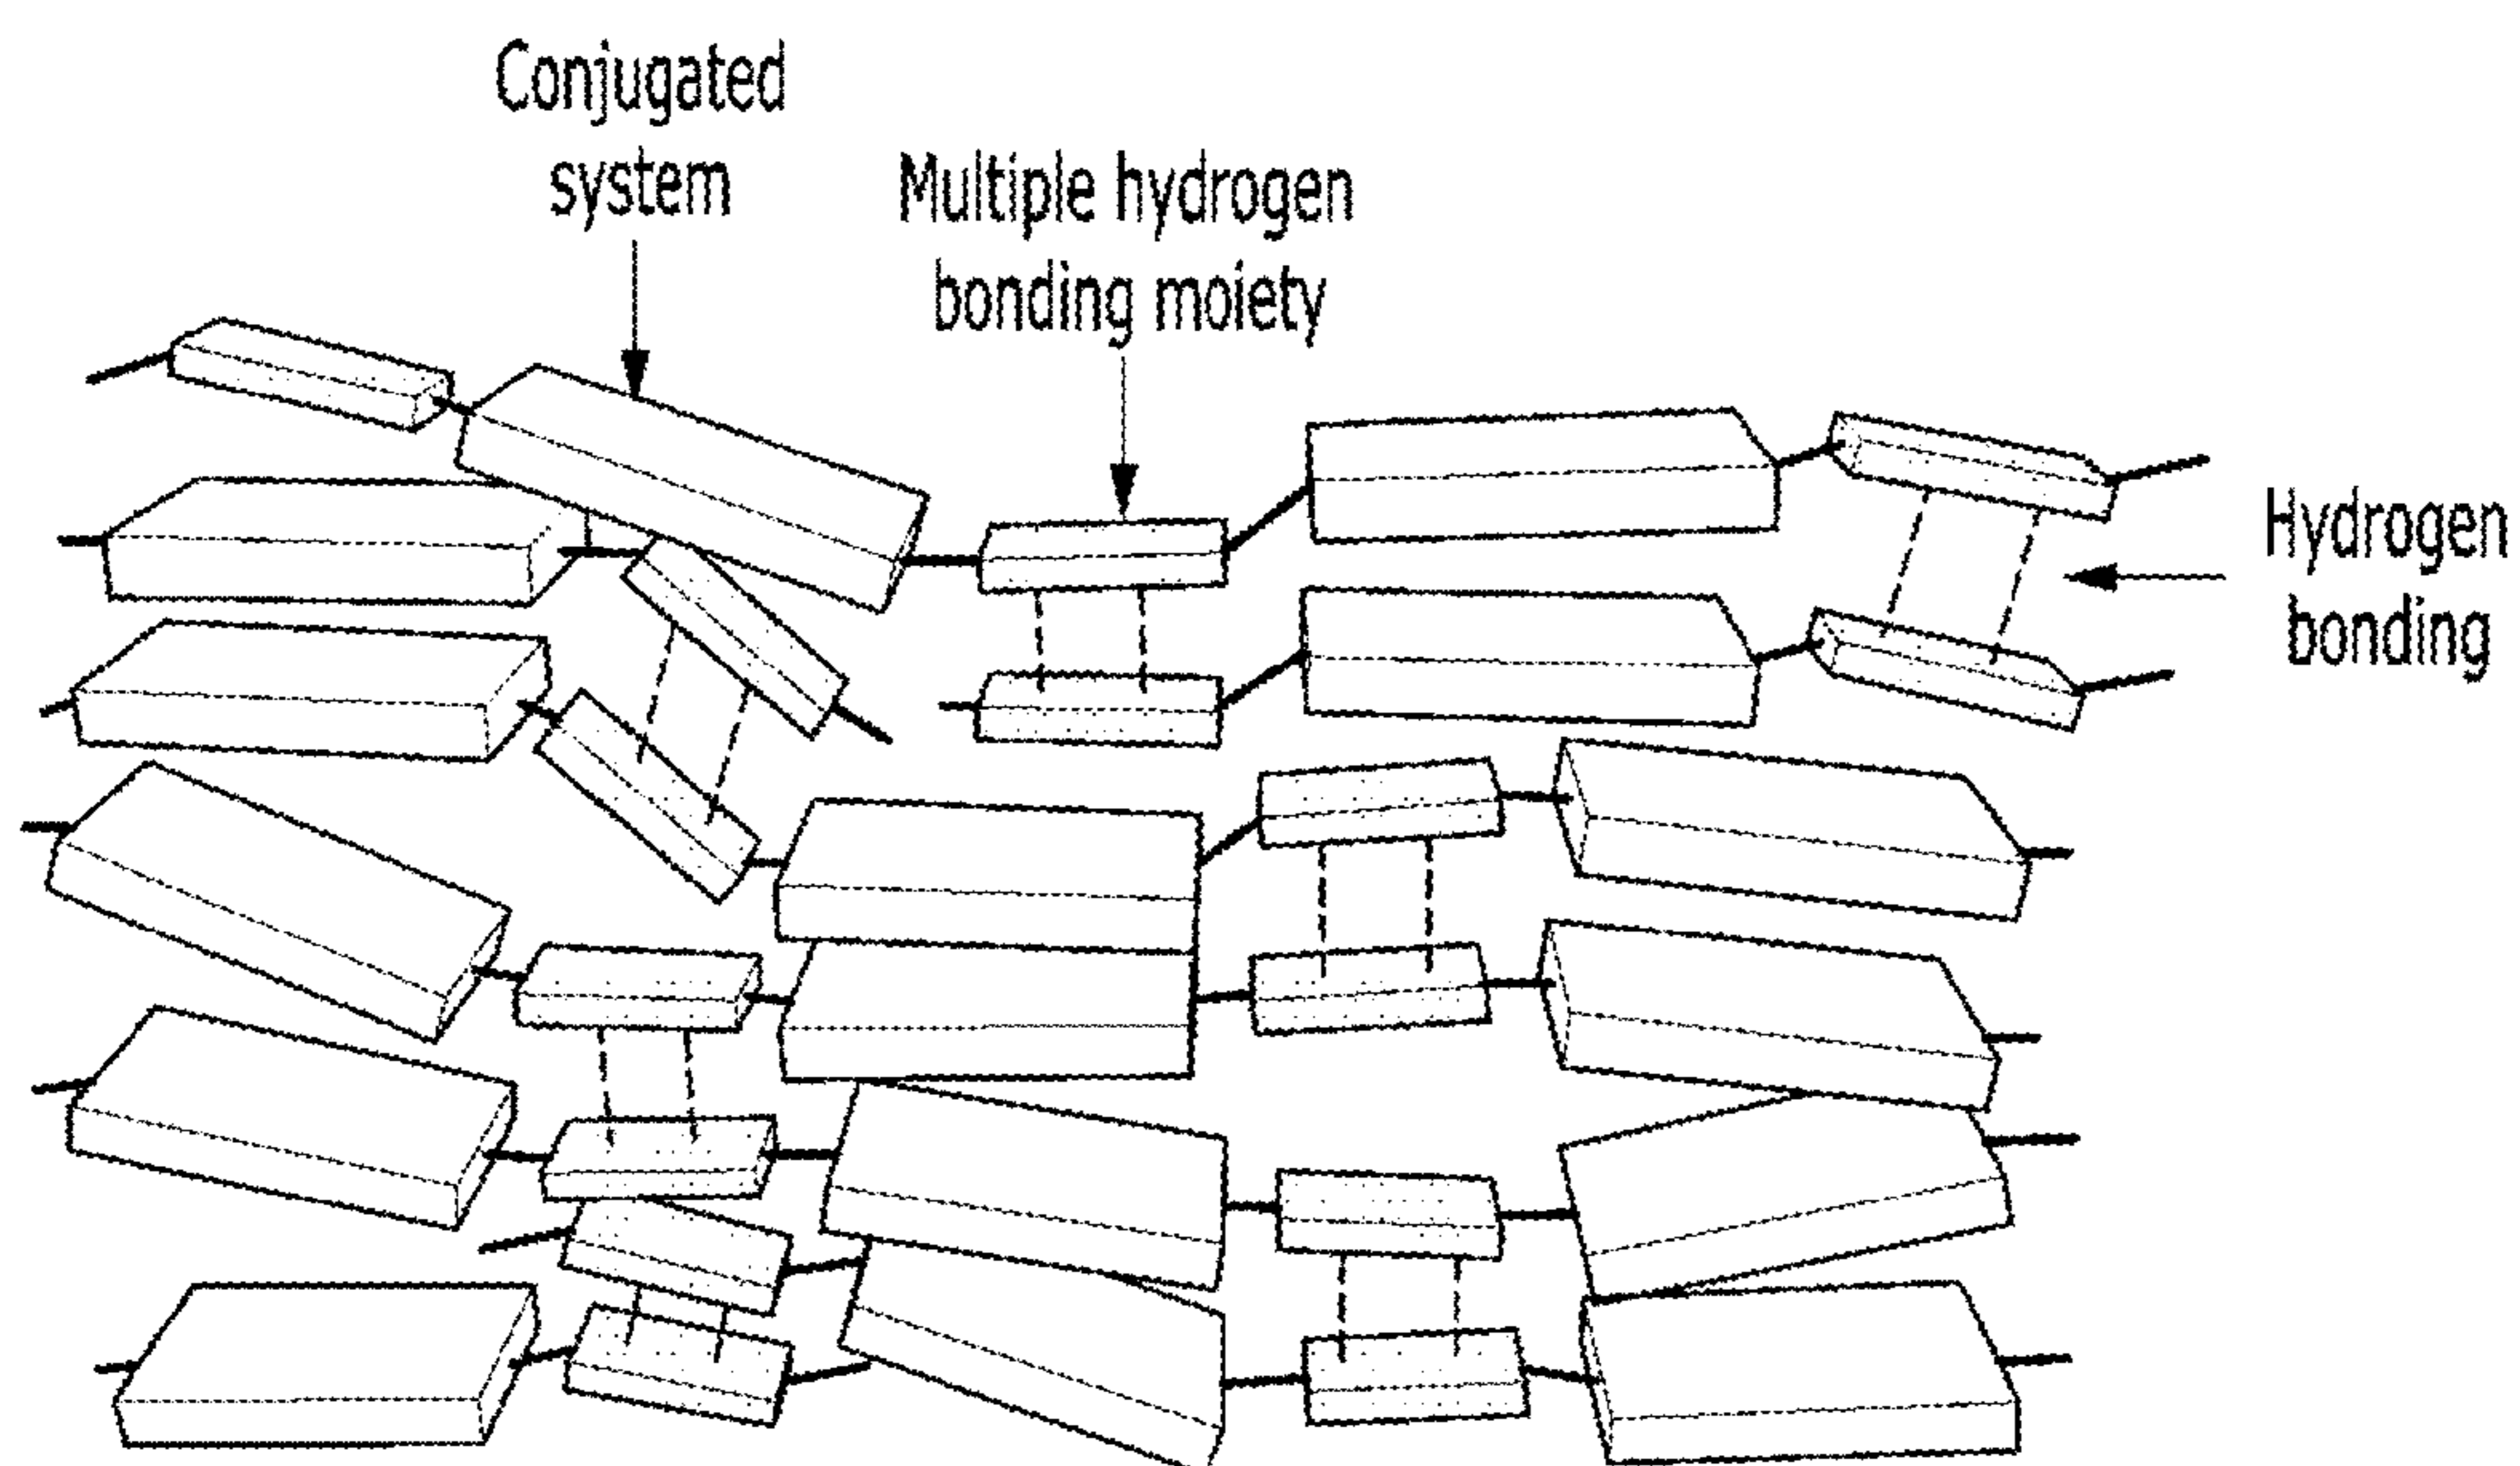 Conjugated
system
Multiple hydrogen
bonding moiety
Hydrogen
bonding